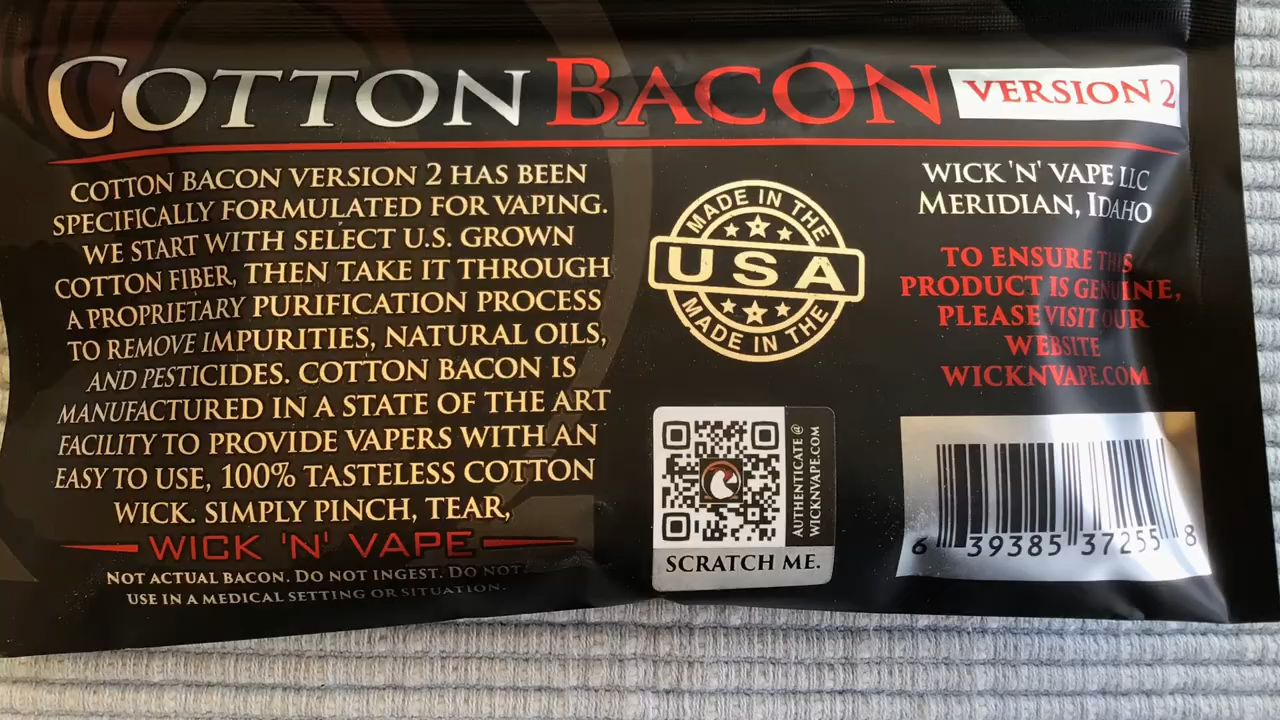 COTTON BACON VERSION 2
COTTON BACON VERSION 2 HAS BEEN
SPECIFICALLY FORMULATED FOR VAPING.
WE START WITH SELECT U.S. GROWN
COTTON FIBER, THEN TAKE IT THROUGH
A PROPRIETARY PURIFICATION PROCESS
TO REMOVE IMPURITIES, NATURAL OILS,
AND PESTICIDES. COTTON BACON IS
MANUFACTURED IN A STATE OF THE ART
FACILITY TO PROVIDE VAPERS WITH AN
EASY TO USE, 100% TASTELESS COTTON
WICK. SIMPLY PINCH, TEAR,
WICK 'N' VAPE
NOT ACTUAL BACON. DO NOT INGEST. DO NOT
USE IN A MEDICAL SETTING OR SITUATION.
MADE IN THE
USA
MADE IN THE
AUTHENTICATE @
WICKNVAPE.COM
SCRATCH ME.
WICK 'N' VAPE LLC
MERIDIAN, IDAHO
TO ENSURE THIS
PRODUCT IS GENUINE,
PLEASE VISIT OUR
WEBSITE
WICKNVAPE.COM
6 39385 37255 8